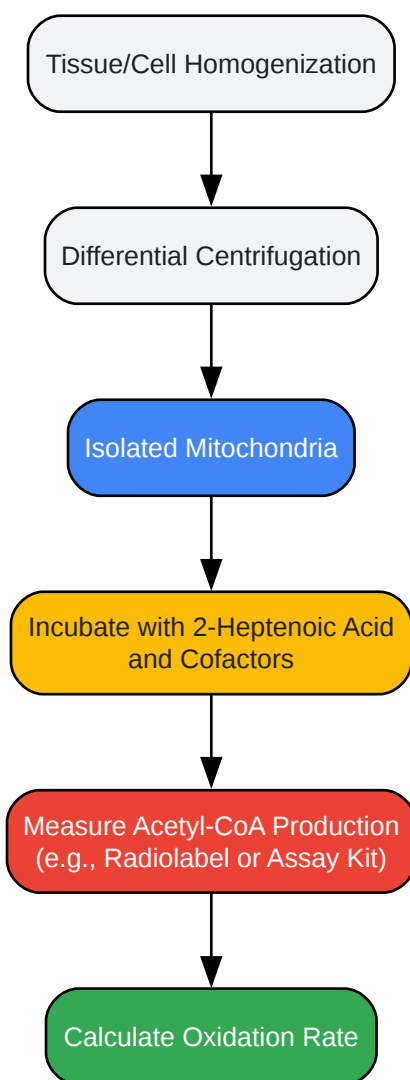 Tissue/Cell Homogenization
Differential Centrifugation
Isolated Mitochondria
Incubate with 2-Heptenoic Acid
and Cofactors
Measure Acetyl-CoA Production
(e.g., Radiolabel or Assay Kit)
Calculate Oxidation Rate